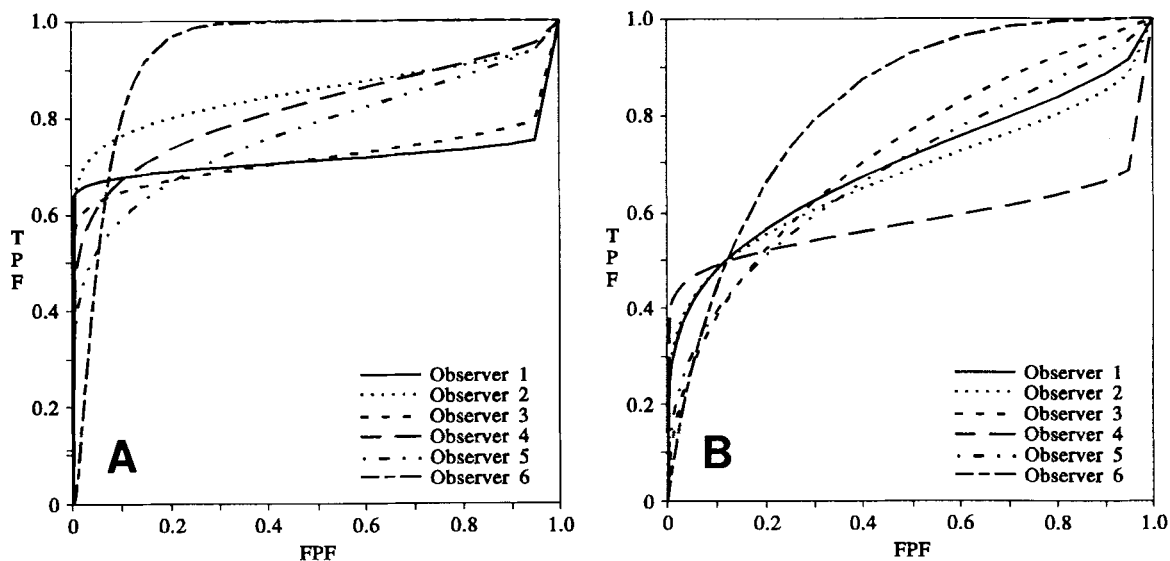 1.0
0.8
0.6
T
P
F
0.4
0.2
0
Observer 1
Observer 2
Observer 3
Observer 4
Observer 5
Observer 6
A
0 0.2 0.4 0.6 0.8 1.0
FPF
1.0
0.8
0.6
T
P
F
0.4
0.2
0
Observer 1
Observer 2
Observer 3
Observer 4
Observer 5
Observer 6
B
0 0.2 0.4 0.6 0.8 1.0
FPF